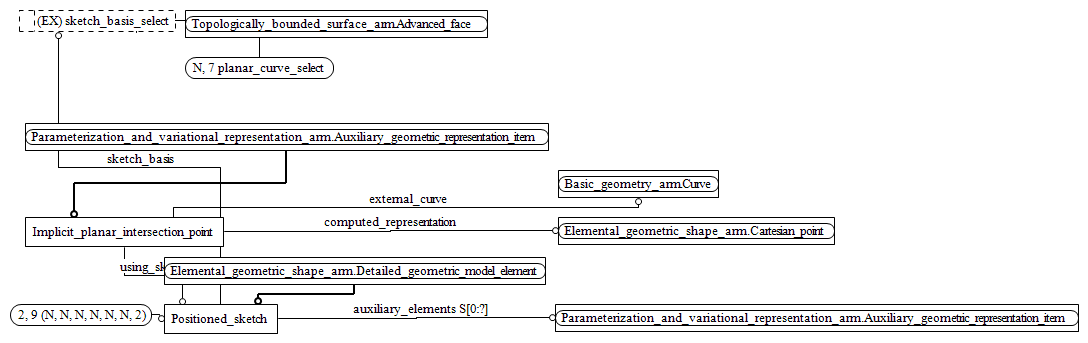 (EX) sketch_basis_select
Topologically_bounded_surface_arm.Advanced_face
N, 7 planar_curve_select
Parameterization_and_variational_representation_arm.Auxiliary_geometric_representation_item
sketch_basis
Basic_geometry_arm.Curve
external_curve
computed_representation
Implicit_planar_intersection_point
Elemental_geometric_shape_arm.Cartesian_point
using_sk
Elemental_geometric_shape_arm.Detailed_geometric_model_element
auxiliary_elements S[0:?]
2, 9 (N, N, N, N, N, N, 2)
Positioned_sketch
Parameterization_and_variational_representation_arm.Auxiliary_geometric_representation_item